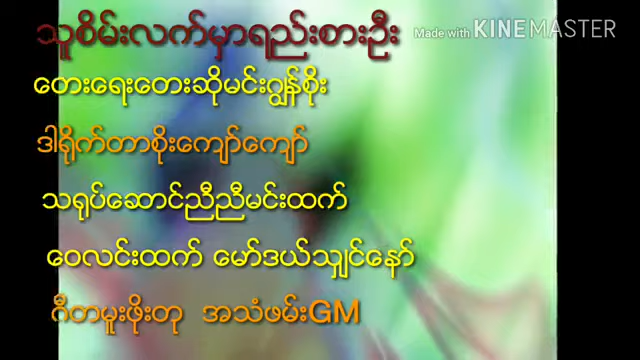 သူစိမ်းလက်မှာရည်းစားဦး
Made with KINEMASTER
တေးရေးတေးဆိုမင်းဂျွန်စိုး
ဒါရိုက်တာစိုးကျော်ကျော်
သရုပ်ဆောင်ညီညီမင်းထက်
ဝေလင်းထက် မော်ဒယ်သျှင်နော်
ဂီတမူးဖိုးတု အသံဖမ်းGM